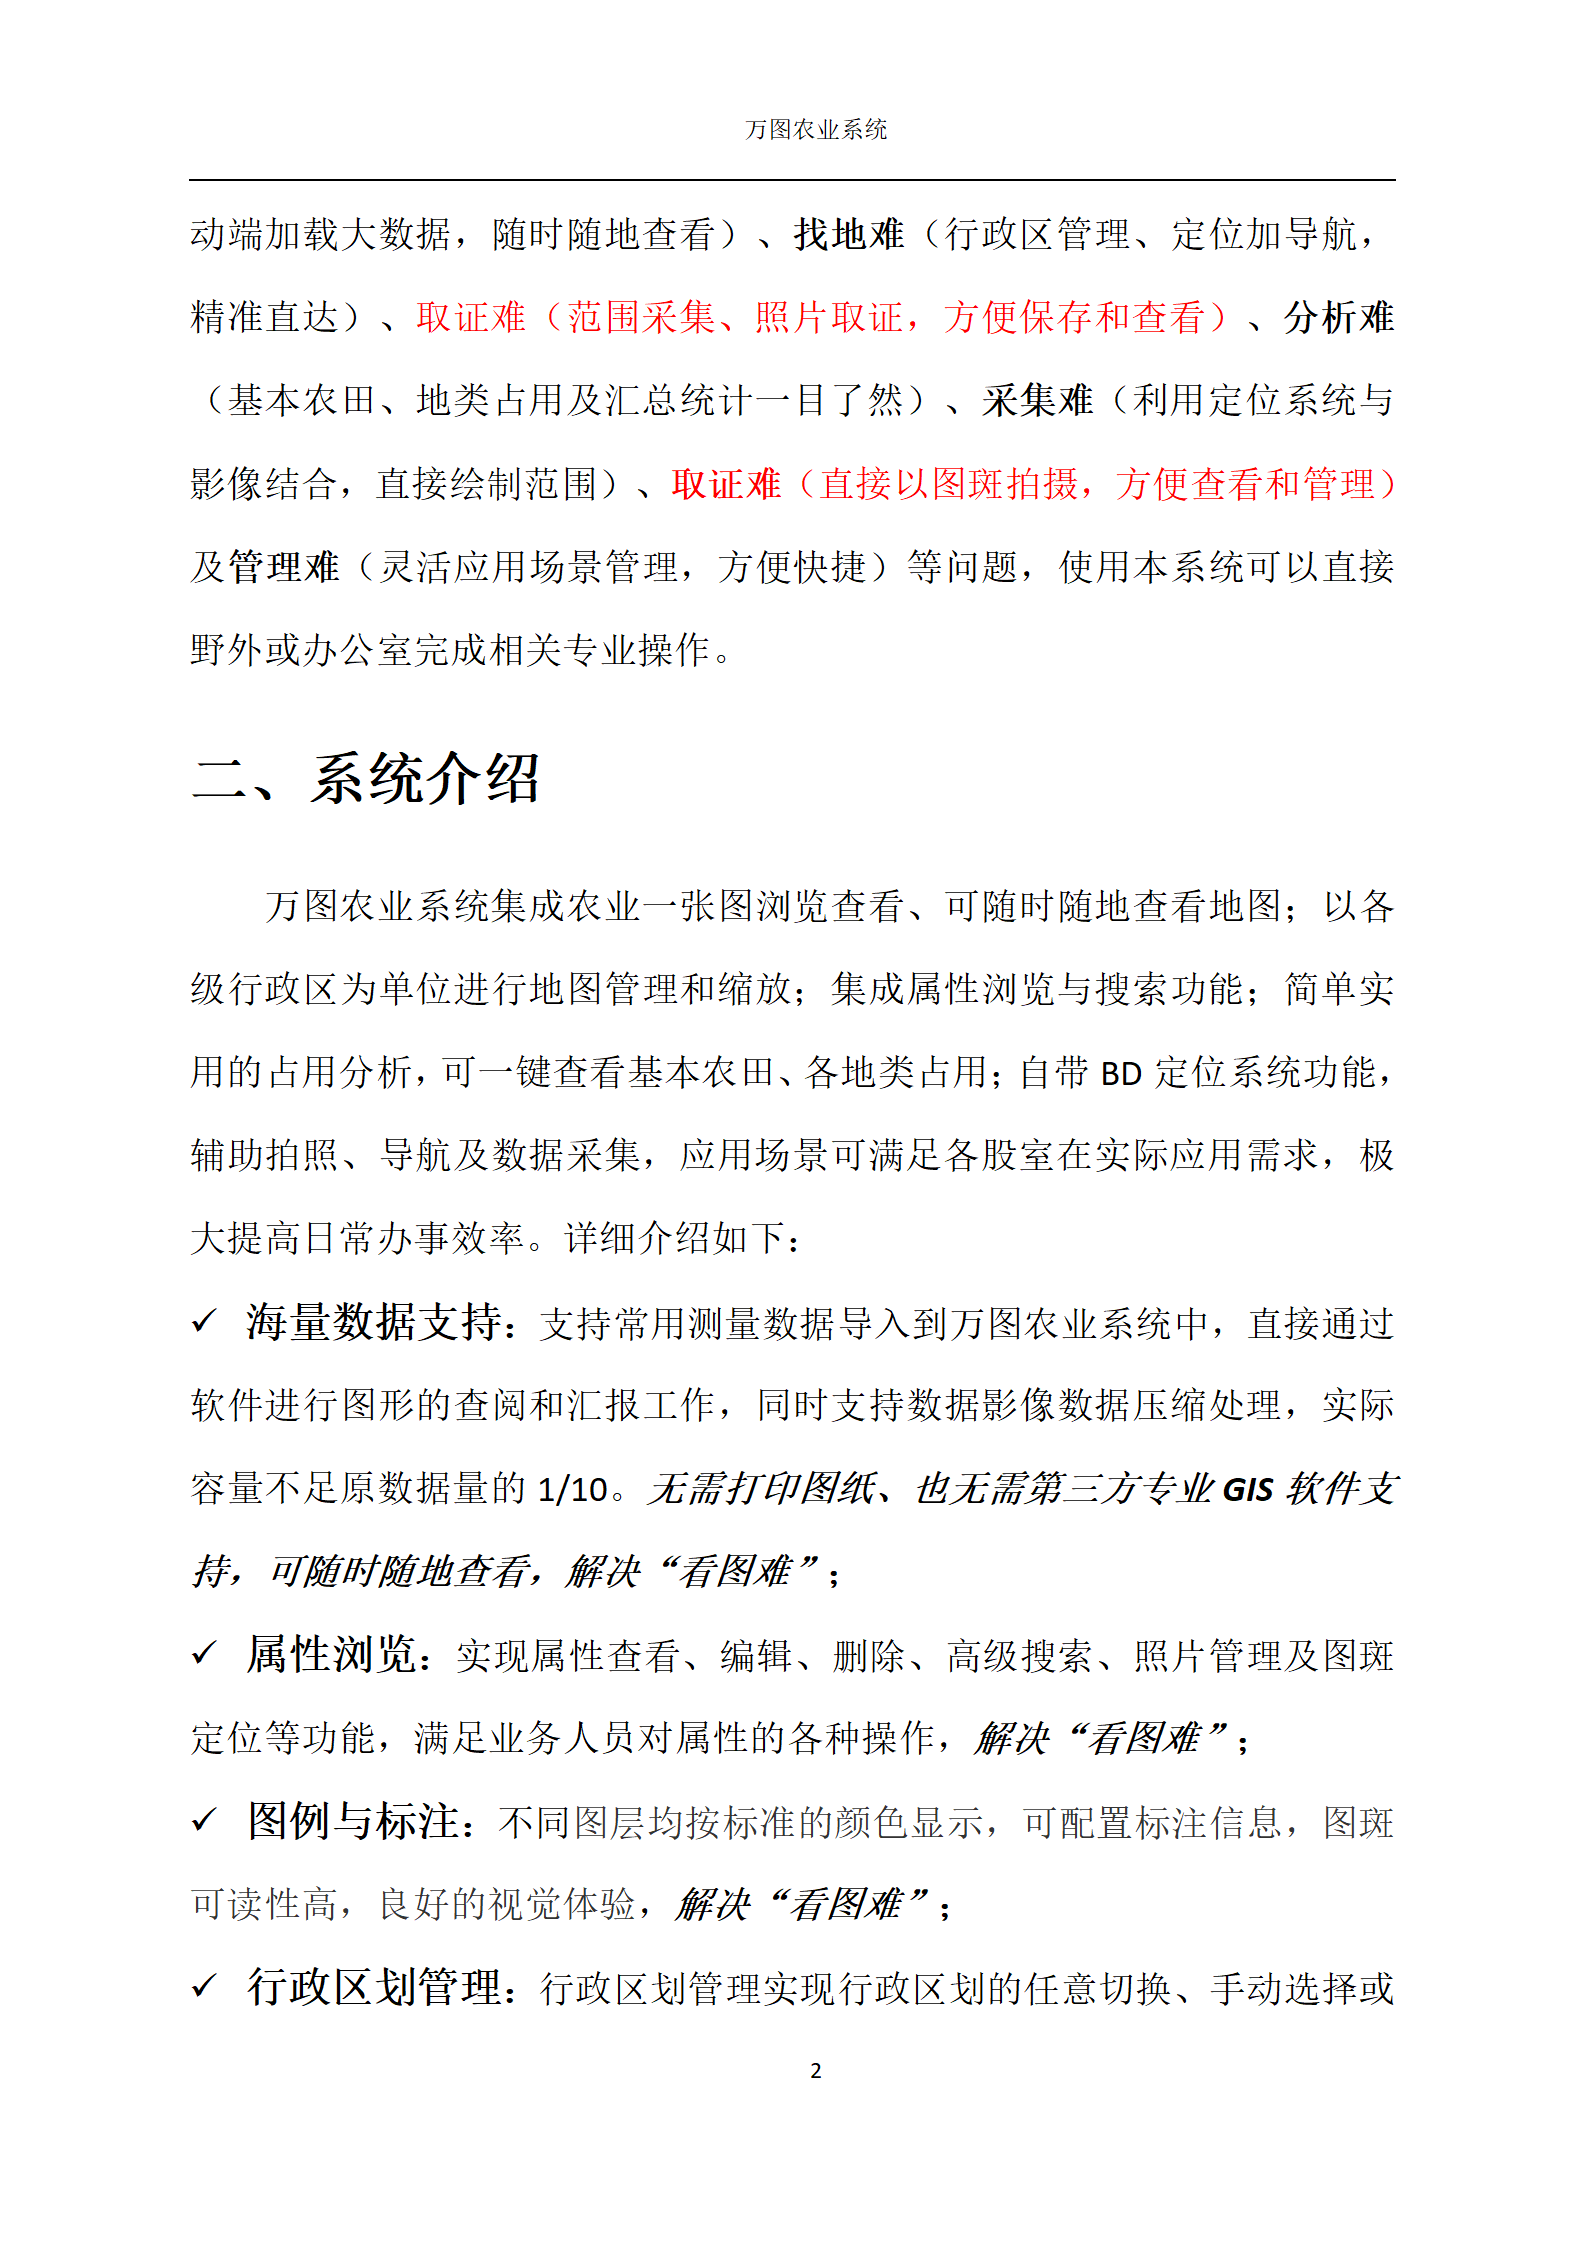 万图农业系统
动端加载大数据，随时随地查看）、找地难（行政区管理、定位加导航，
精准直达）、取证难（范围采集、照片取证，方便保存和查看）、分析难
（基本农田、地类占用及汇总统计一目了然）、采集难（利用定位系统与
影像结合，直接绘制范围）、取证难（直接以图斑拍摄，方便查看和管理）
及管理难（灵活应用场景管理，方便快捷）等问题，使用本系统可以直接
野外或办公室完成相关专业操作。
二、系统介绍
万图农业系统集成农业一张图浏览查看、可随时随地查看地图；以各
级行政区为单位进行地图管理和缩放；集成属性浏览与搜索功能；简单实
用的占用分析，可一键查看基本农田、各地类占用；自带 BD 定位系统功能，
辅助拍照、导航及数据采集，应用场景可满足各股室在实际应用需求，极
大提高日常办事效率。详细介绍如下：
✓ 海量数据支持：支持常用测量数据导入到万图农业系统中，直接通过
软件进行图形的查阅和汇报工作，同时支持数据影像数据压缩处理，实际
容量不足原数据量的 1/10。无需打印图纸、也无需第三方专业 GIS 软件支
持，可随时随地查看，解决“看图难”；
✓ 属性浏览：实现属性查看、编辑、删除、高级搜索、照片管理及图斑
定位等功能，满足业务人员对属性的各种操作，解决“看图难”；
✓ 图例与标注：不同图层均按标准的颜色显示，可配置标注信息，图斑
可读性高，良好的视觉体验，解决“看图难”；
✓ 行政区划管理：行政区划管理实现行政区划的任意切换、手动选择或
2